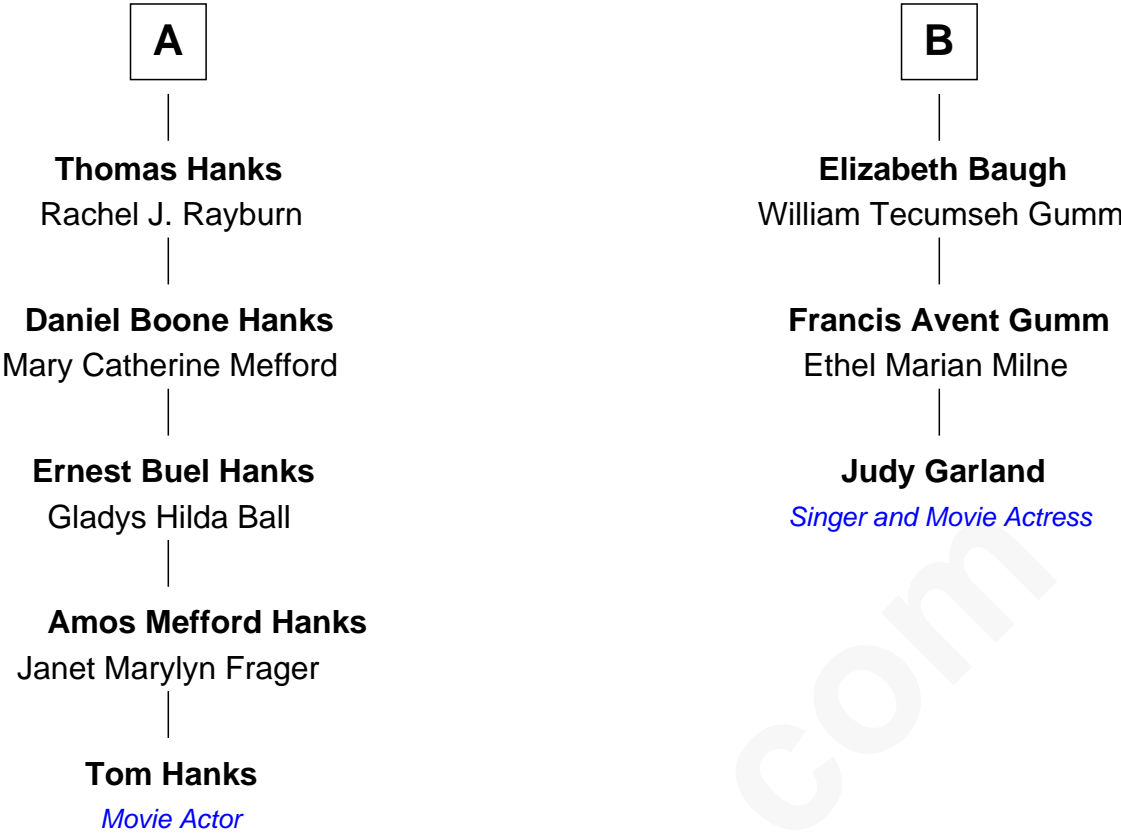 A
Thomas Hanks
Rachel J. Rayburn
Daniel Boone Hanks
Mary Catherine Mefford
Ernest Buel Hanks
Gladys Hilda Ball
Amos Mefford Hanks
Janet Marylyn Frager
Tom Hanks
Movie Actor
B
Elizabeth Baugh
William Tecumseh Gumm
Francis Avent Gumm
Ethel Marian Milne
Judy Garland
Singer and Movie Actress
com